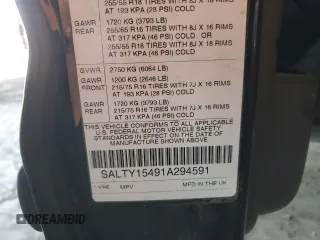 255/55 R18 TIRES WITH 8J X 18 RIMS
AT 193 KPA (28 PSI) COLD
GAWR 1720 KG (3793 LB)
REAR 255/65 R16 TIRES WITH 8J X 16 RIMS
AT 317 KPA (46 PSI) COLD OR
255/55 R18 TIRES WITH 8J X 18 RIMS
AT 317 KPA (46 PSI) COLD
GVWR: 2750 KG (6064 LB)
GAWR 1200 KG (2646 LB)
FRONT 215/75 R16 TIRES WITH 7J X 16 RIMS
AT 193 KPA (28 PSI) COLD
GAWR 1720 KG (3793 LB)
REAR 215/75 R16 TIRES WITH 7J X 16 RIMS
AT 317 KPA (46 PSI) COLD
THIS VEHICLE CONFORMS TO ALL APPLICABLE
U.S. FEDERAL MOTOR VEHICLE SAFETY
STANDARDS IN EFFECT ON THE DATE OF
MANUFACTURE SHOWN ABOVE
SALTY15491A294591
TYPE MPV MFD IN THE UK